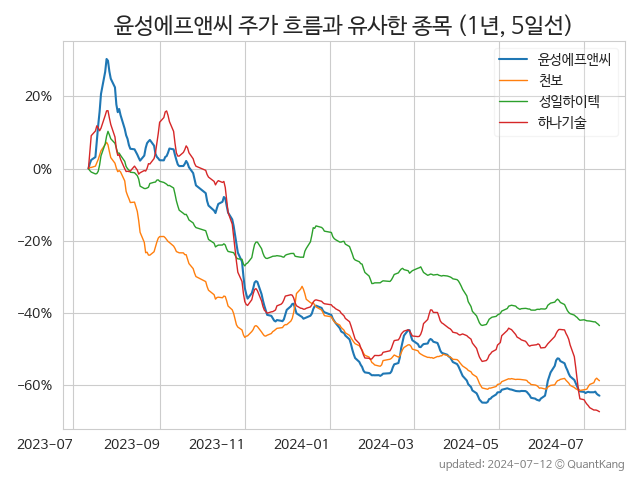 윤성에프앤씨 주가 흐름과 유사한 종목 (1년, 5일선)
윤성에프앤씨
천보
성일하이텍
하나기술
20%
0%
−20%
−40%
−60%
2023-07
2023-09
2023-11
2024-01
2024-03
2024-05
2024-07
updated: 2024-07-12 © QuantKang